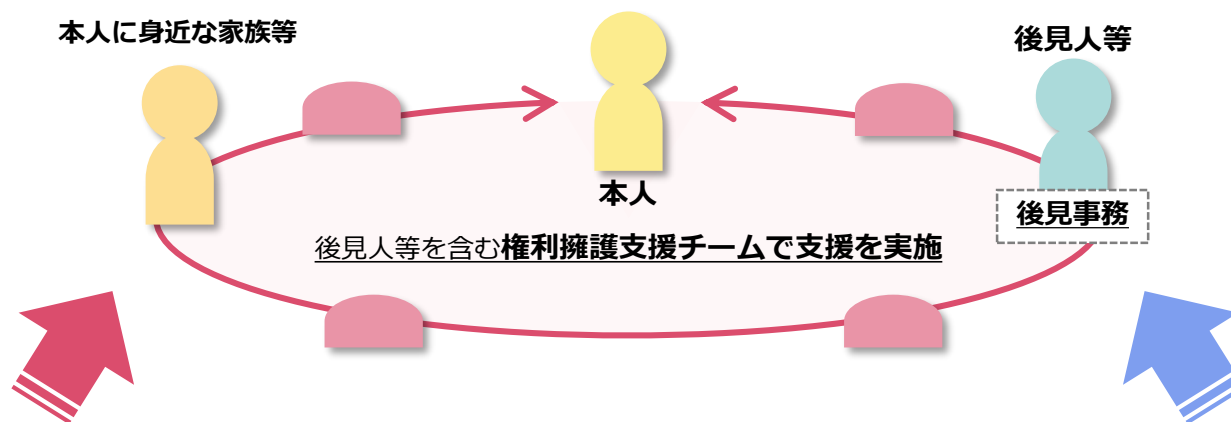 本人に身近な家族等
後見人等
本人
後見事務
後見人等を含む権利擁護支援チームで支援を実施